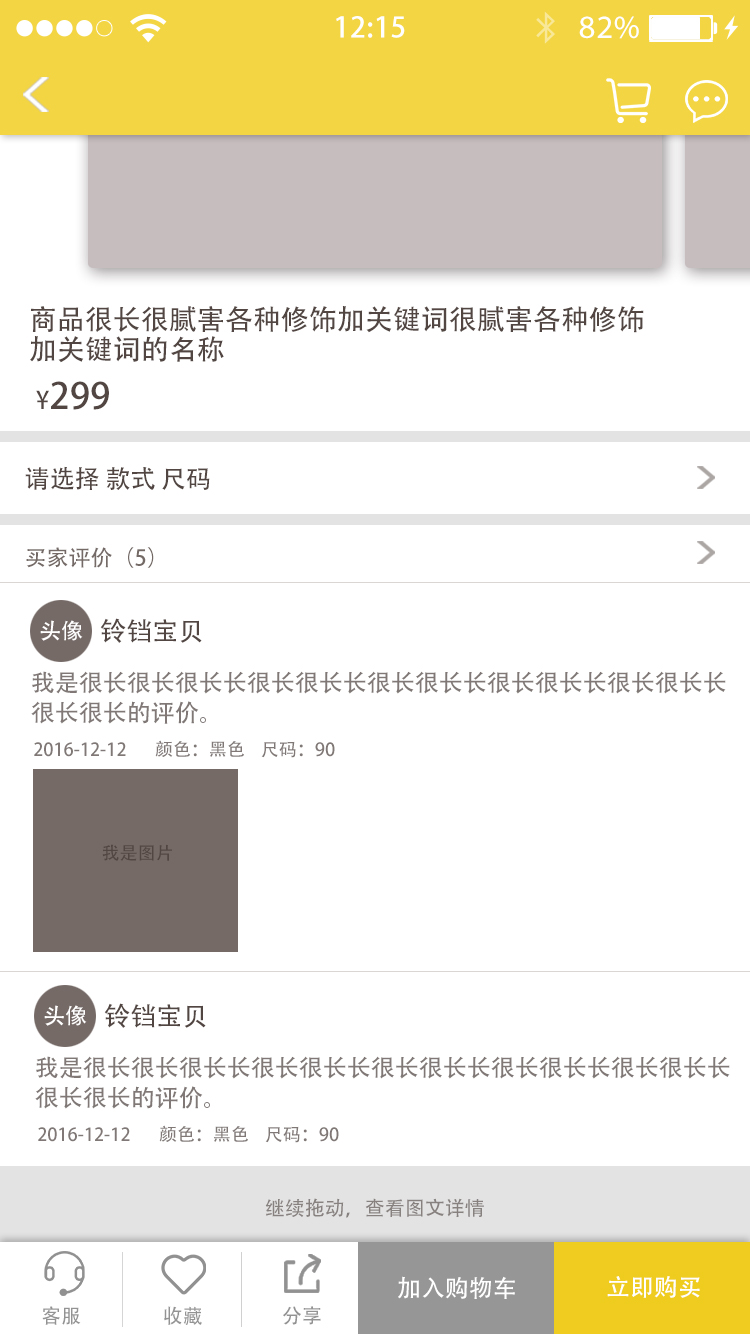 12:15
82%
商品很长很腻害各种修饰加关键词很腻害各种修饰
加关键词的名称
¥299
请选择 款式 尺码
买家评价（5）
头像 铃铛宝贝
我是很长很长很长长很长很长长很长很长长很长很长长很长很长长
很长很长的评价。
2016-12-12 颜色：黑色 尺码：90
我是图片
头像 铃铛宝贝
我是很长很长很长长很长很长长很长很长长很长很长长很长很长长
很长很长的评价。
2016-12-12 颜色：黑色 尺码：90
继续拖动，查看图文详情
客服 收藏 分享 加入购物车 立即购买